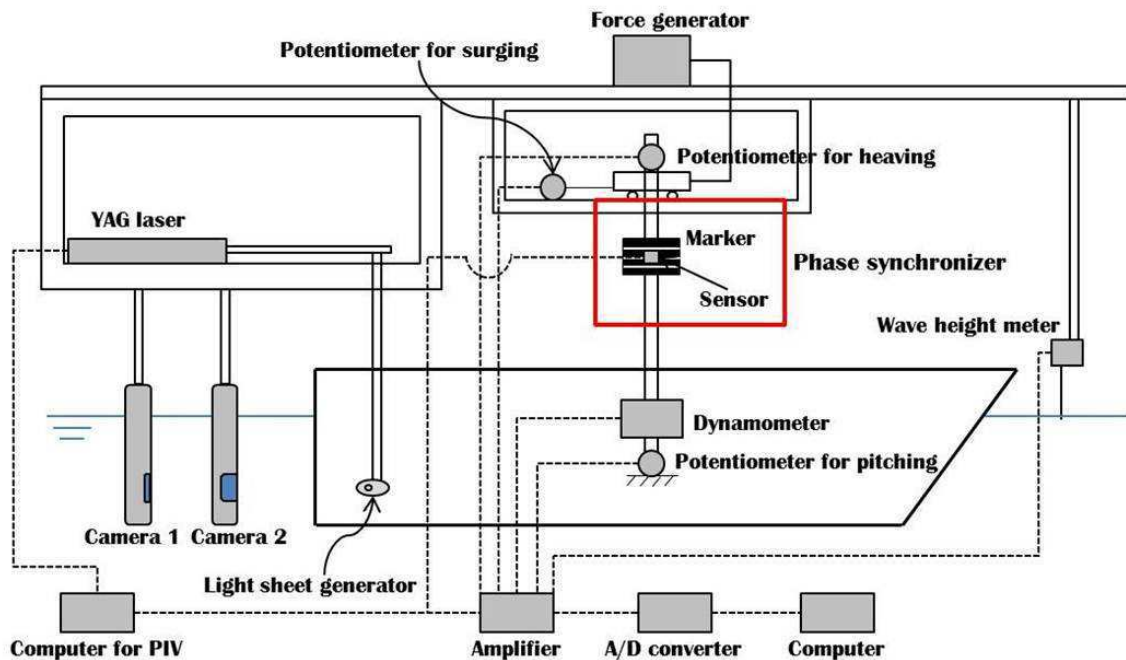 Force generator
Potentiometer for surging
Potentiometer for heaving
YAG laser
Marker
Phase synchronizer
Sensor
Wave height meter
Dynamometer
Potentiometer for pitching
Camera 1
Camera 2
Light sheet generator
Computer for PIV
Amplifier
A/D converter
Computer